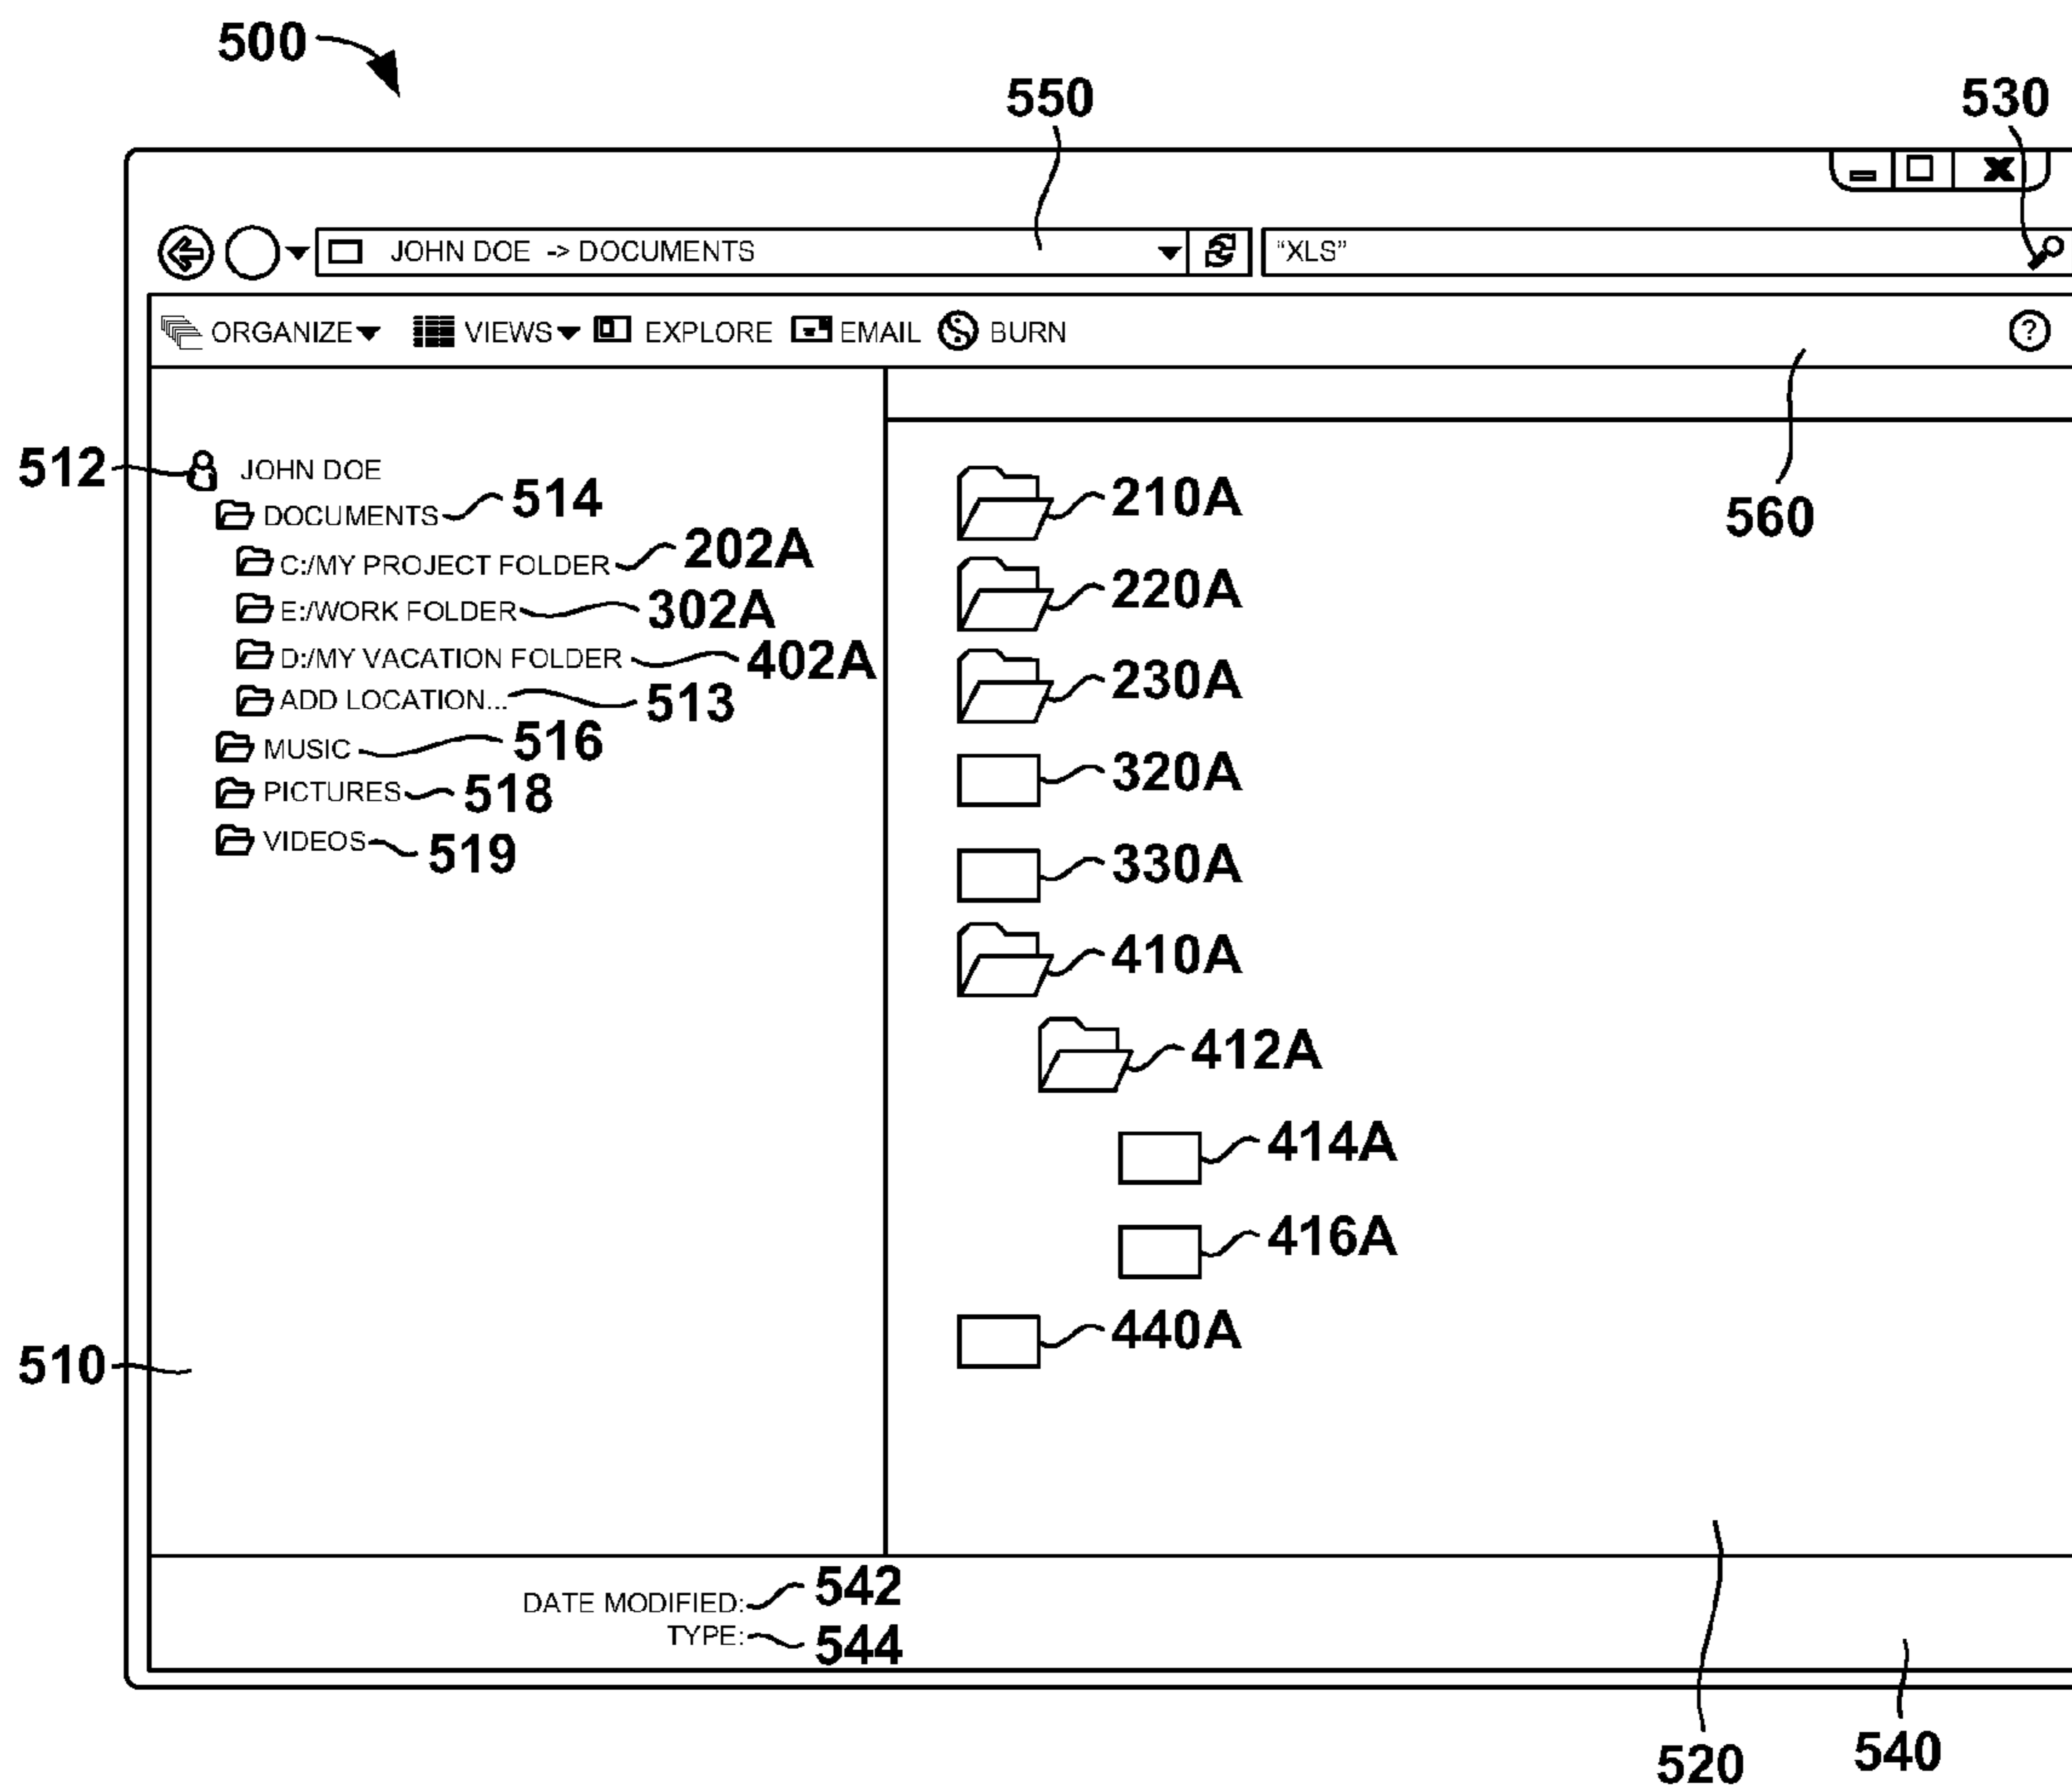 500
550
530
JOHN DOE -> DOCUMENTS
“XLS”
ORGANIZE VIEWS EXPLORE EMAIL BURN ?
512 JOHN DOE
DOCUMENTS 514
C:/MY PROJECT FOLDER 202A
E:/WORK FOLDER 302A
D:/MY VACATION FOLDER 402A
ADD LOCATION... 513
MUSIC 516
PICTURES 518
VIDEOS 519
510
210A
560
220A
230A
320A
330A
410A
412A
414A
416A
440A
DATE MODIFIED: 542
TYPE: 544
520
540